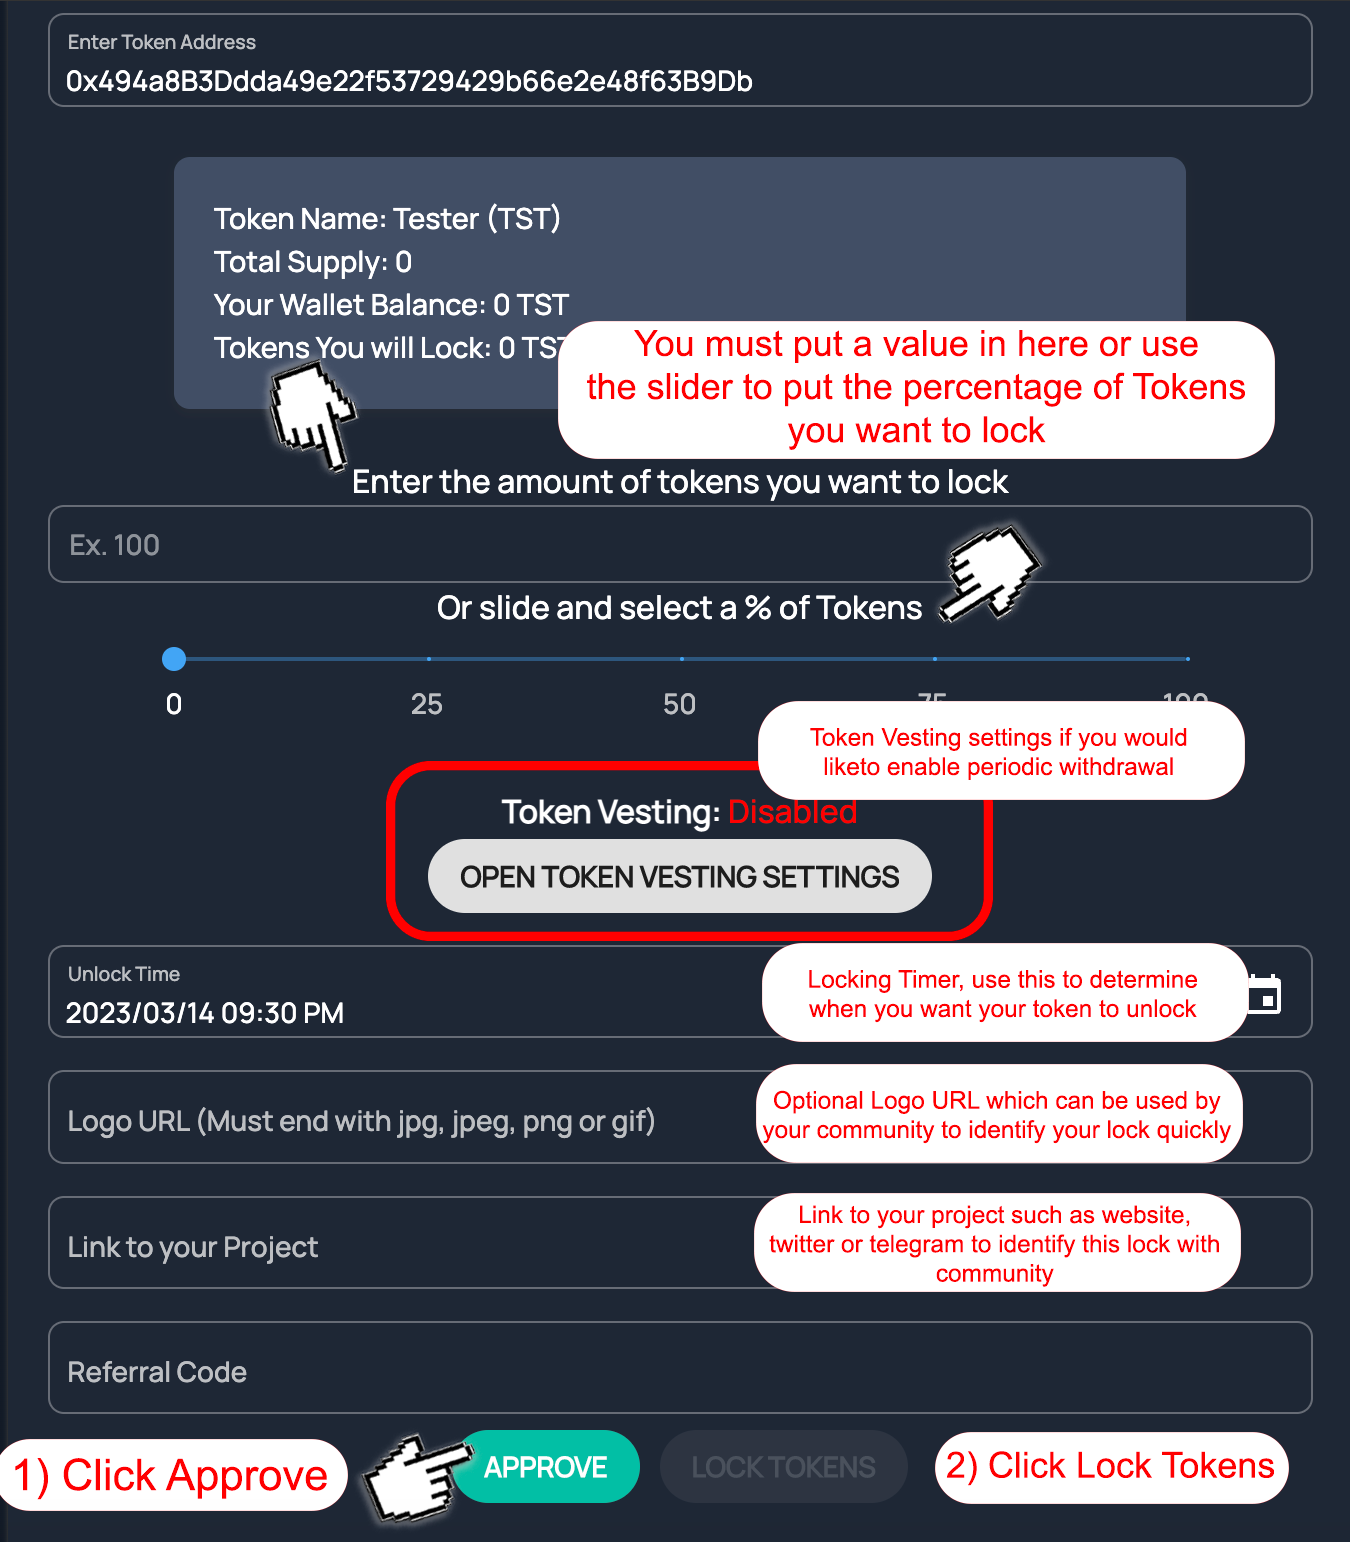 Enter Token Address
0x494a8B3Ddda49e22f53729429b66e2e48f63B9Db
Token Name: Tester (TST)
Total Supply: 0
Your Wallet Balance: 0 TST
Tokens You will Lock: 0 TST
You must put a value in here or use
the slider to put the percentage of Tokens
you want to lock
Enter the amount of tokens you want to lock
Ex. 100
Or slide and select a % of Tokens
0 25 50 75 100
Token Vesting settings if you would
liketo enable periodic withdrawal
Token Vesting: Disabled
OPEN TOKEN VESTING SETTINGS
Unlock Time
2023/03/14 09:30 PM
Locking Timer, use this to determine
when you want your token to unlock
Logo URL (Must end with jpg, jpeg, png or gif)
Optional Logo URL which can be used by
your community to identify your lock quickly
Link to your Project
Link to your project such as website,
twitter or telegram to identify this lock with
community
Referral Code
1) Click Approve
APPROVE
LOCK TOKENS
2) Click Lock Tokens